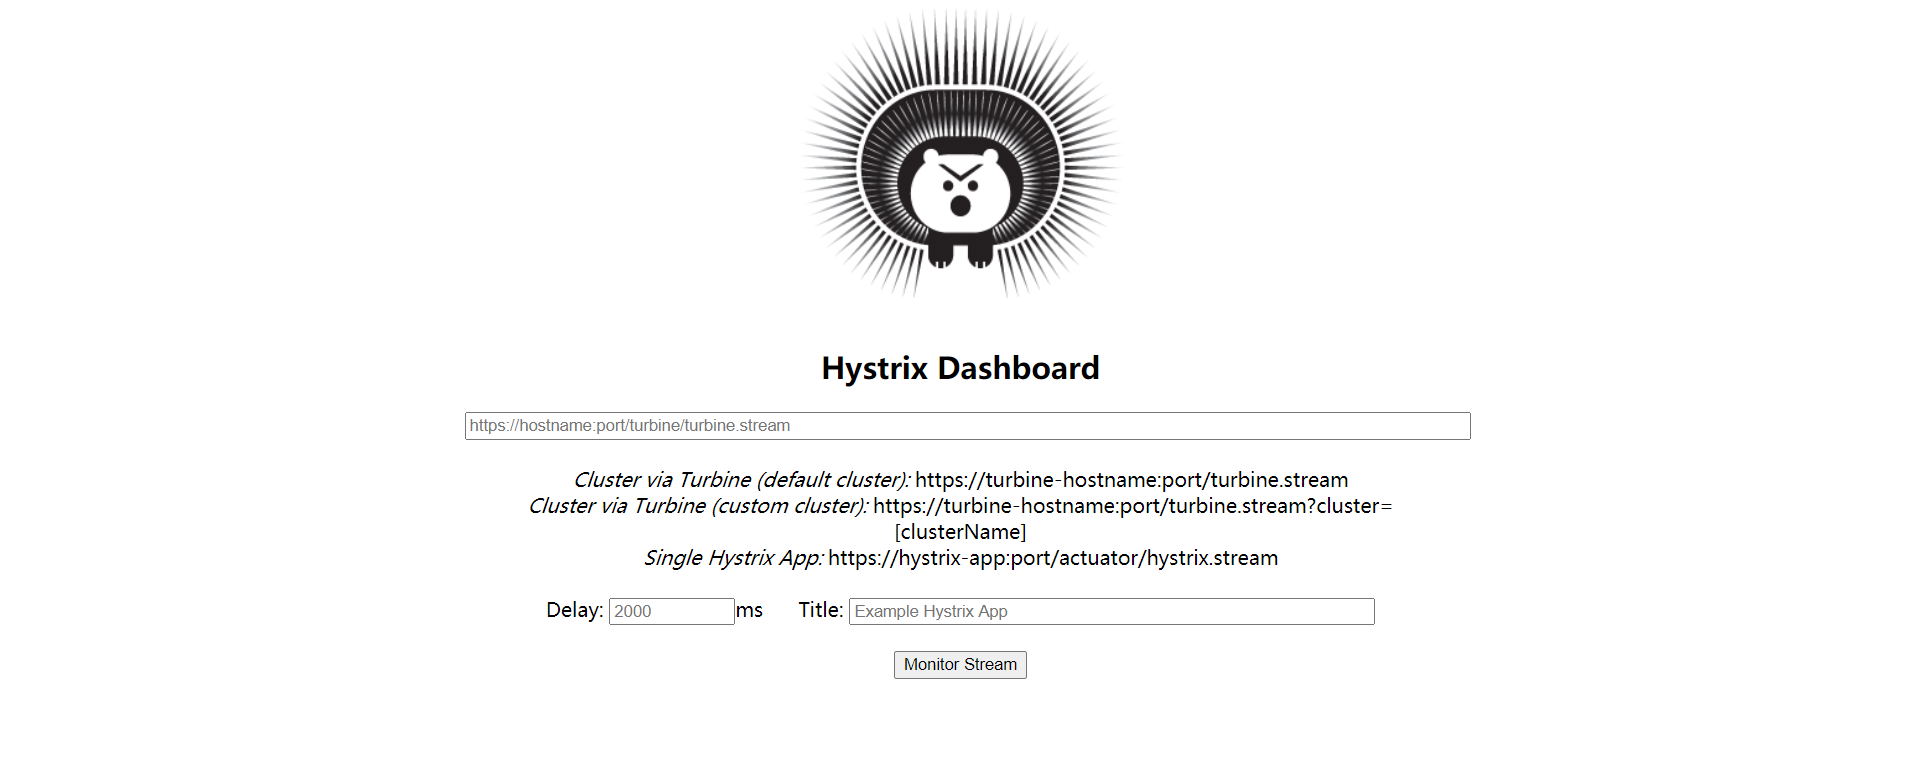 Hystrix Dashboard
https://hostname:port/turbine/turbine.stream
Cluster via Turbine (default cluster): https://turbine-hostname:port/turbine.stream
Cluster via Turbine (custom cluster): https://turbine-hostname:port/turbine.stream?cluster=
[clusterName]
Single Hystrix App: https://hystrix-app:port/actuator/hystrix.stream
Delay: 2000 ms Title: Example Hystrix App
Monitor Stream